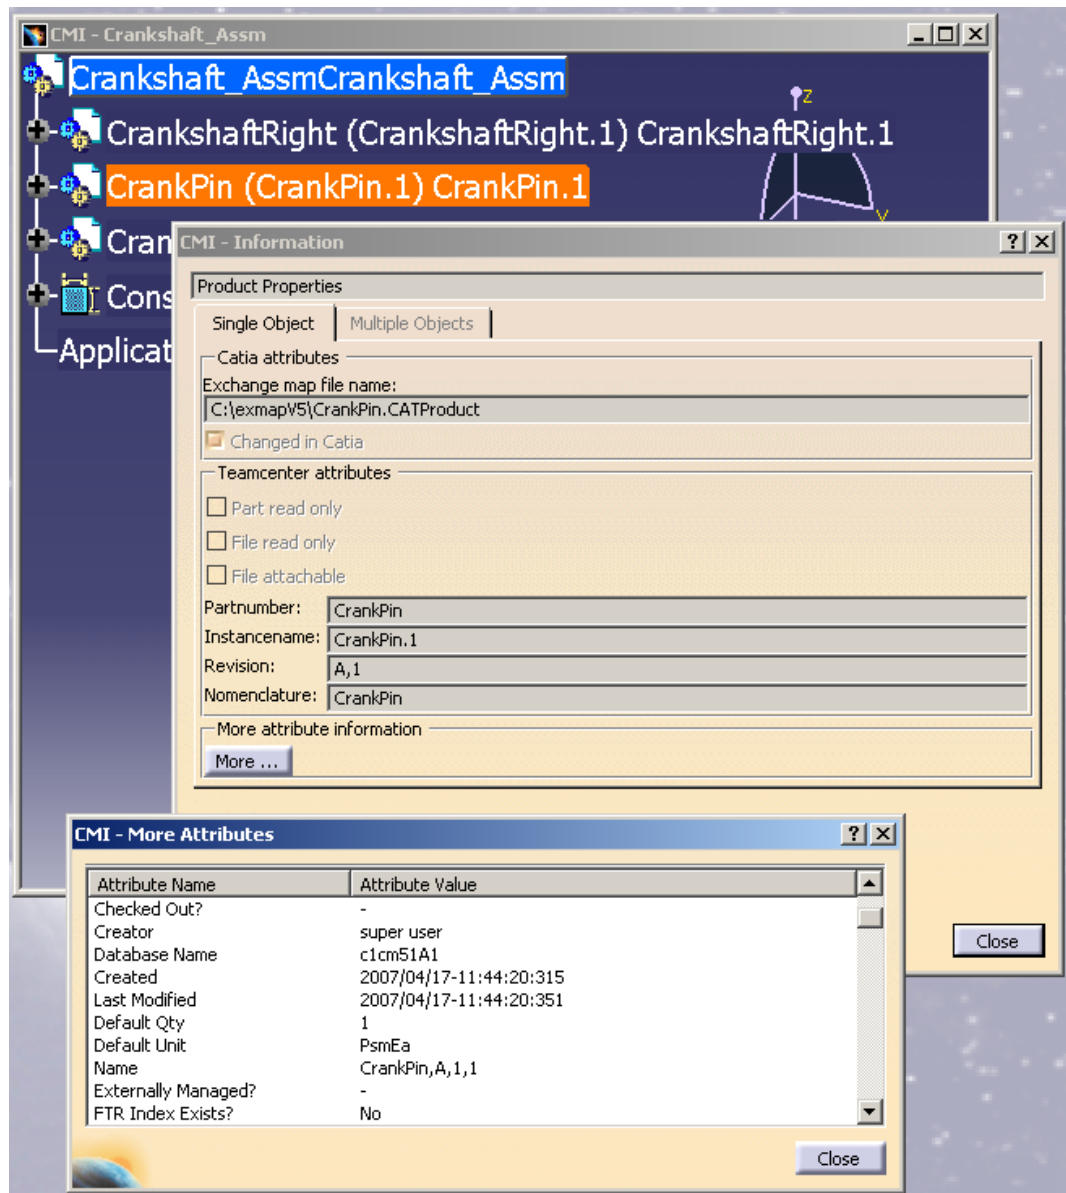 CMI - Crankshaft_Assm
Crankshaft_AssmCrankshaft_Assm
z
CrankshaftRight (CrankshaftRight.1) CrankshaftRight.1
CrankPin (CrankPin.1) CrankPin.1
y
Cran
CMI - Information
Cons
Applicat
Product Properties
Single Object
Multiple Objects
Catia attributes
Exchange map file name:
C:\exmapV5\CrankPin.CATProduct
Changed in Catia
Teamcenter attributes
Part read only
File read only
File attachable
Partnumber: CrankPin
Instancename: CrankPin.1
Revision: A,1
Nomenclature: CrankPin
More attribute information
More ...
CMI - More Attributes
Attribute Name Attribute Value
Checked Out? -
Creator super user
Database Name c1cm51A1
Created 2007/04/17-11:44:20:315
Last Modified 2007/04/17-11:44:20:351
Default Qty 1
Default Unit PsmEa
Name CrankPin,A,1,1
Externally Managed? -
FTR Index Exists? No
Close
Close